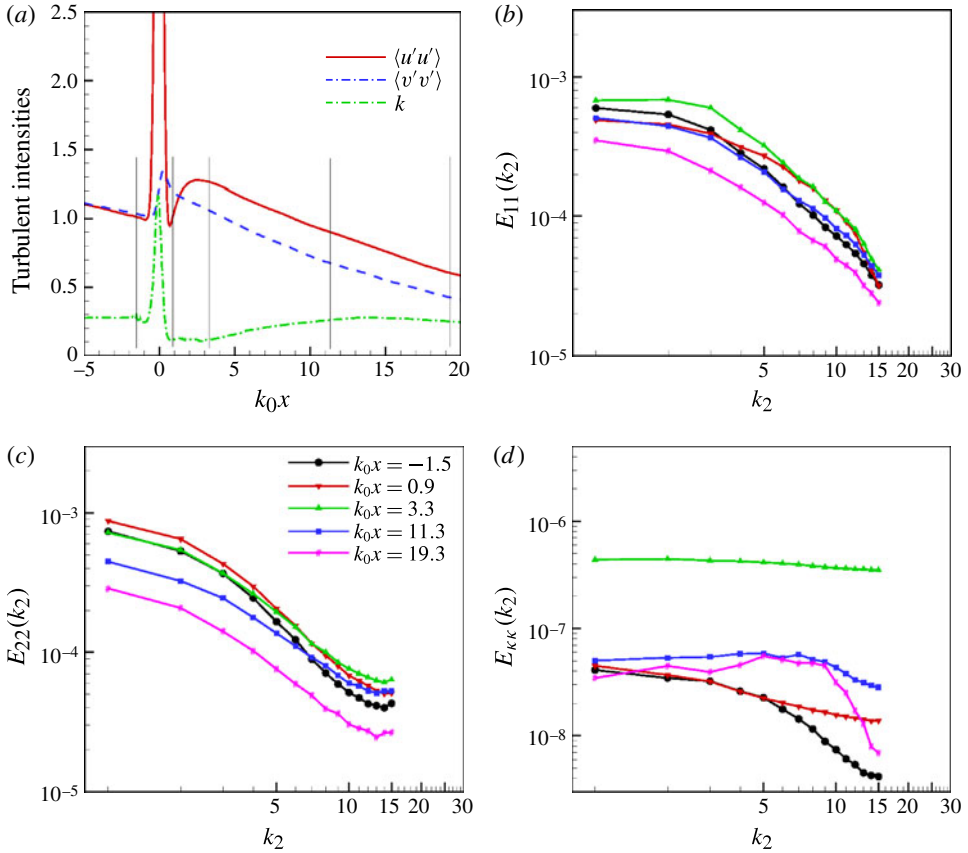 (a)
2.5
2.0
1.5
1.0
0.5
0
Turbulent intensities
⟨u′u′⟩
⟨v′v′⟩
k
−5
0
5
10
15
20
k₀x
(b)
10⁻³
10⁻⁴
10⁻⁵
E₁₁(k₂)
5
10
15
20
30
k₂
(c)
10⁻³
10⁻⁴
10⁻⁵
E₂₂(k₂)
k₀x = −1.5
k₀x = 0.9
k₀x = 3.3
k₀x = 11.3
k₀x = 19.3
5
10
15
20
30
k₂
(d)
10⁻⁶
10⁻⁷
10⁻⁸
Eκκ(k₂)
5
10
15
20
30
k₂